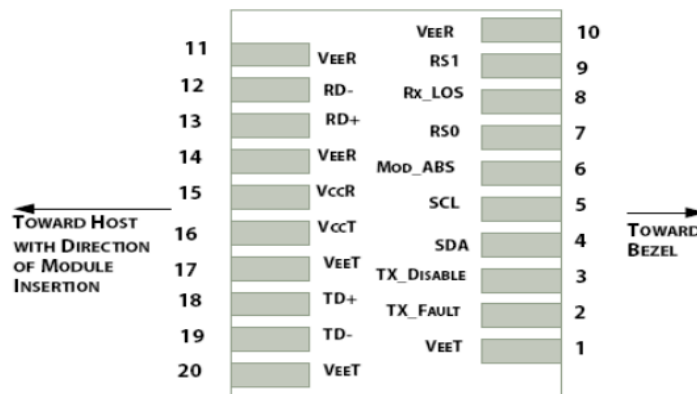 11 VEER
12 RD-
13 RD+
14 VEER
15 VCCR
16 VCCT
17 VEET
18 TD+
19 TD-
20 VEET
VEER 10
RS1 9
RX_LOS 8
RS0 7
MOD_ABS 6
SCL 5
SDA 4
TX_DISABLE 3
TX_FAULT 2
VEET 1
TOWARD HOST
WITH DIRECTION
OF MODULE
INSERTION
TOWARD
BEZEL